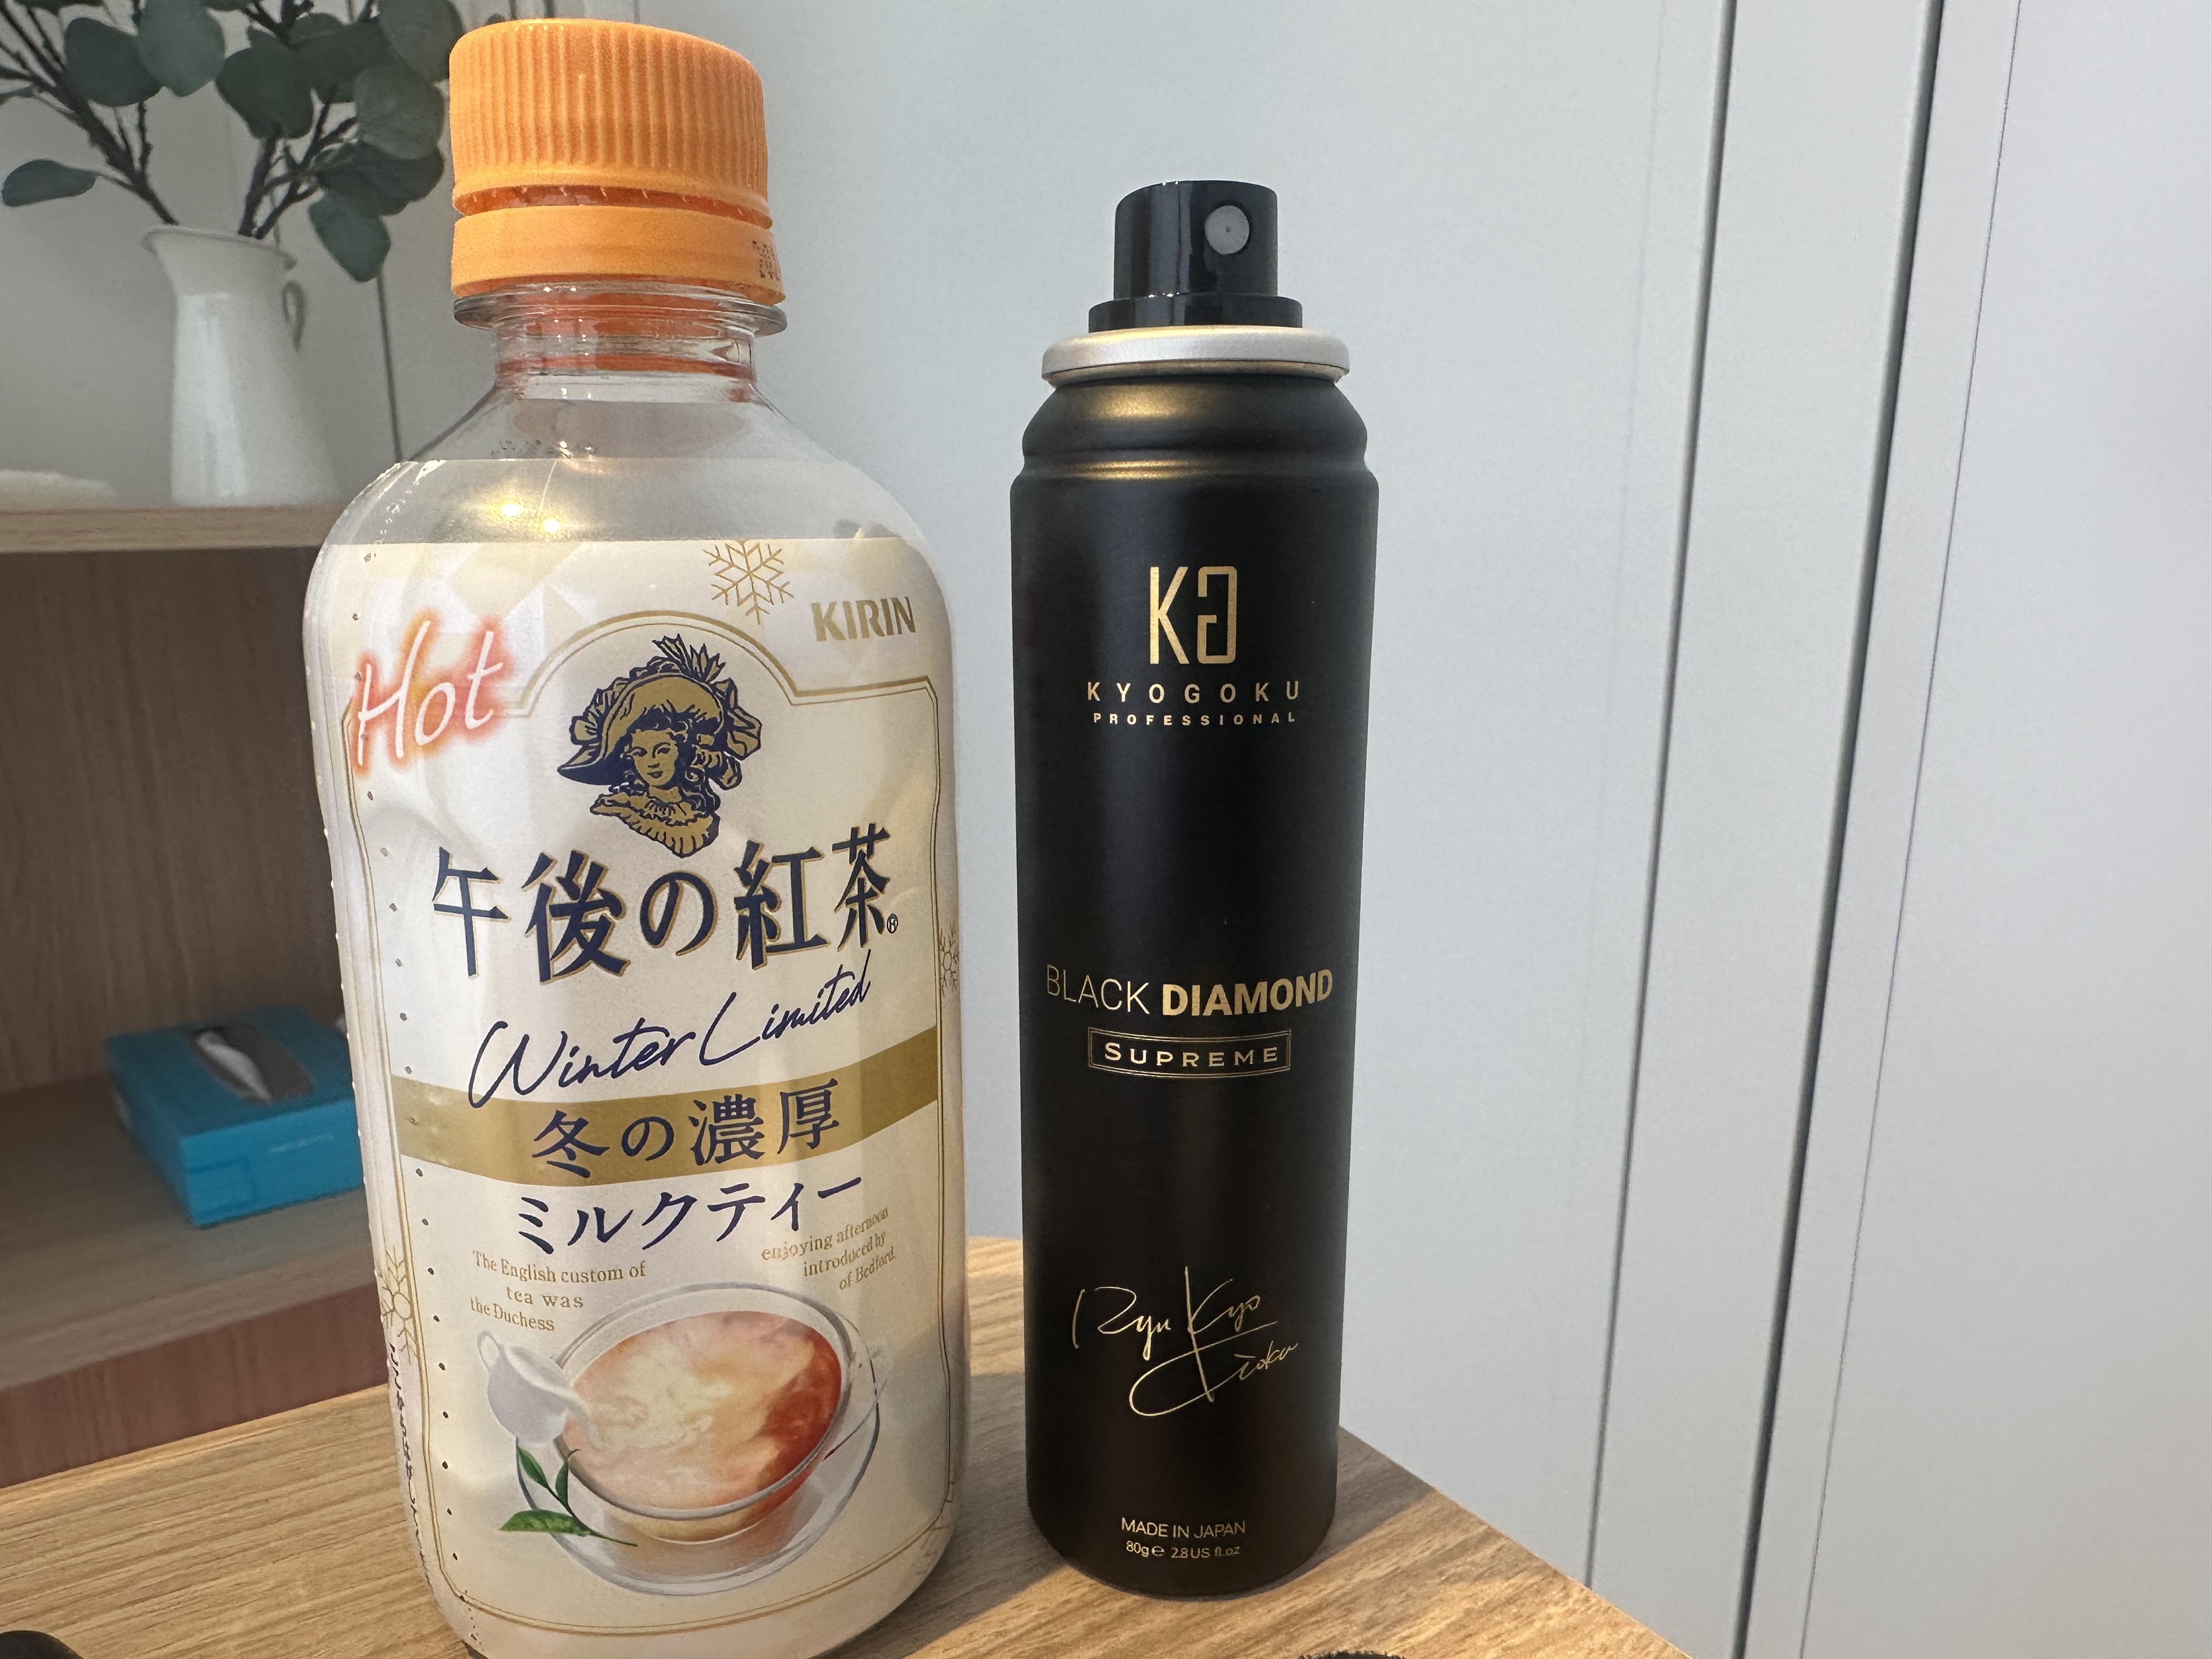 KIRIN
Hot
午後の紅茶
Winter Limited
冬の濃厚
ミルクティー
The English custom of
tea was
the Duchess
enjoying afternoon
introduced by
of Bedford.
KG
KYOGOKU
PROFESSIONAL
BLACK DIAMOND
SUPREME
Ryu Kyogoku
MADE IN JAPAN
80g℮ 2.8US fl.oz